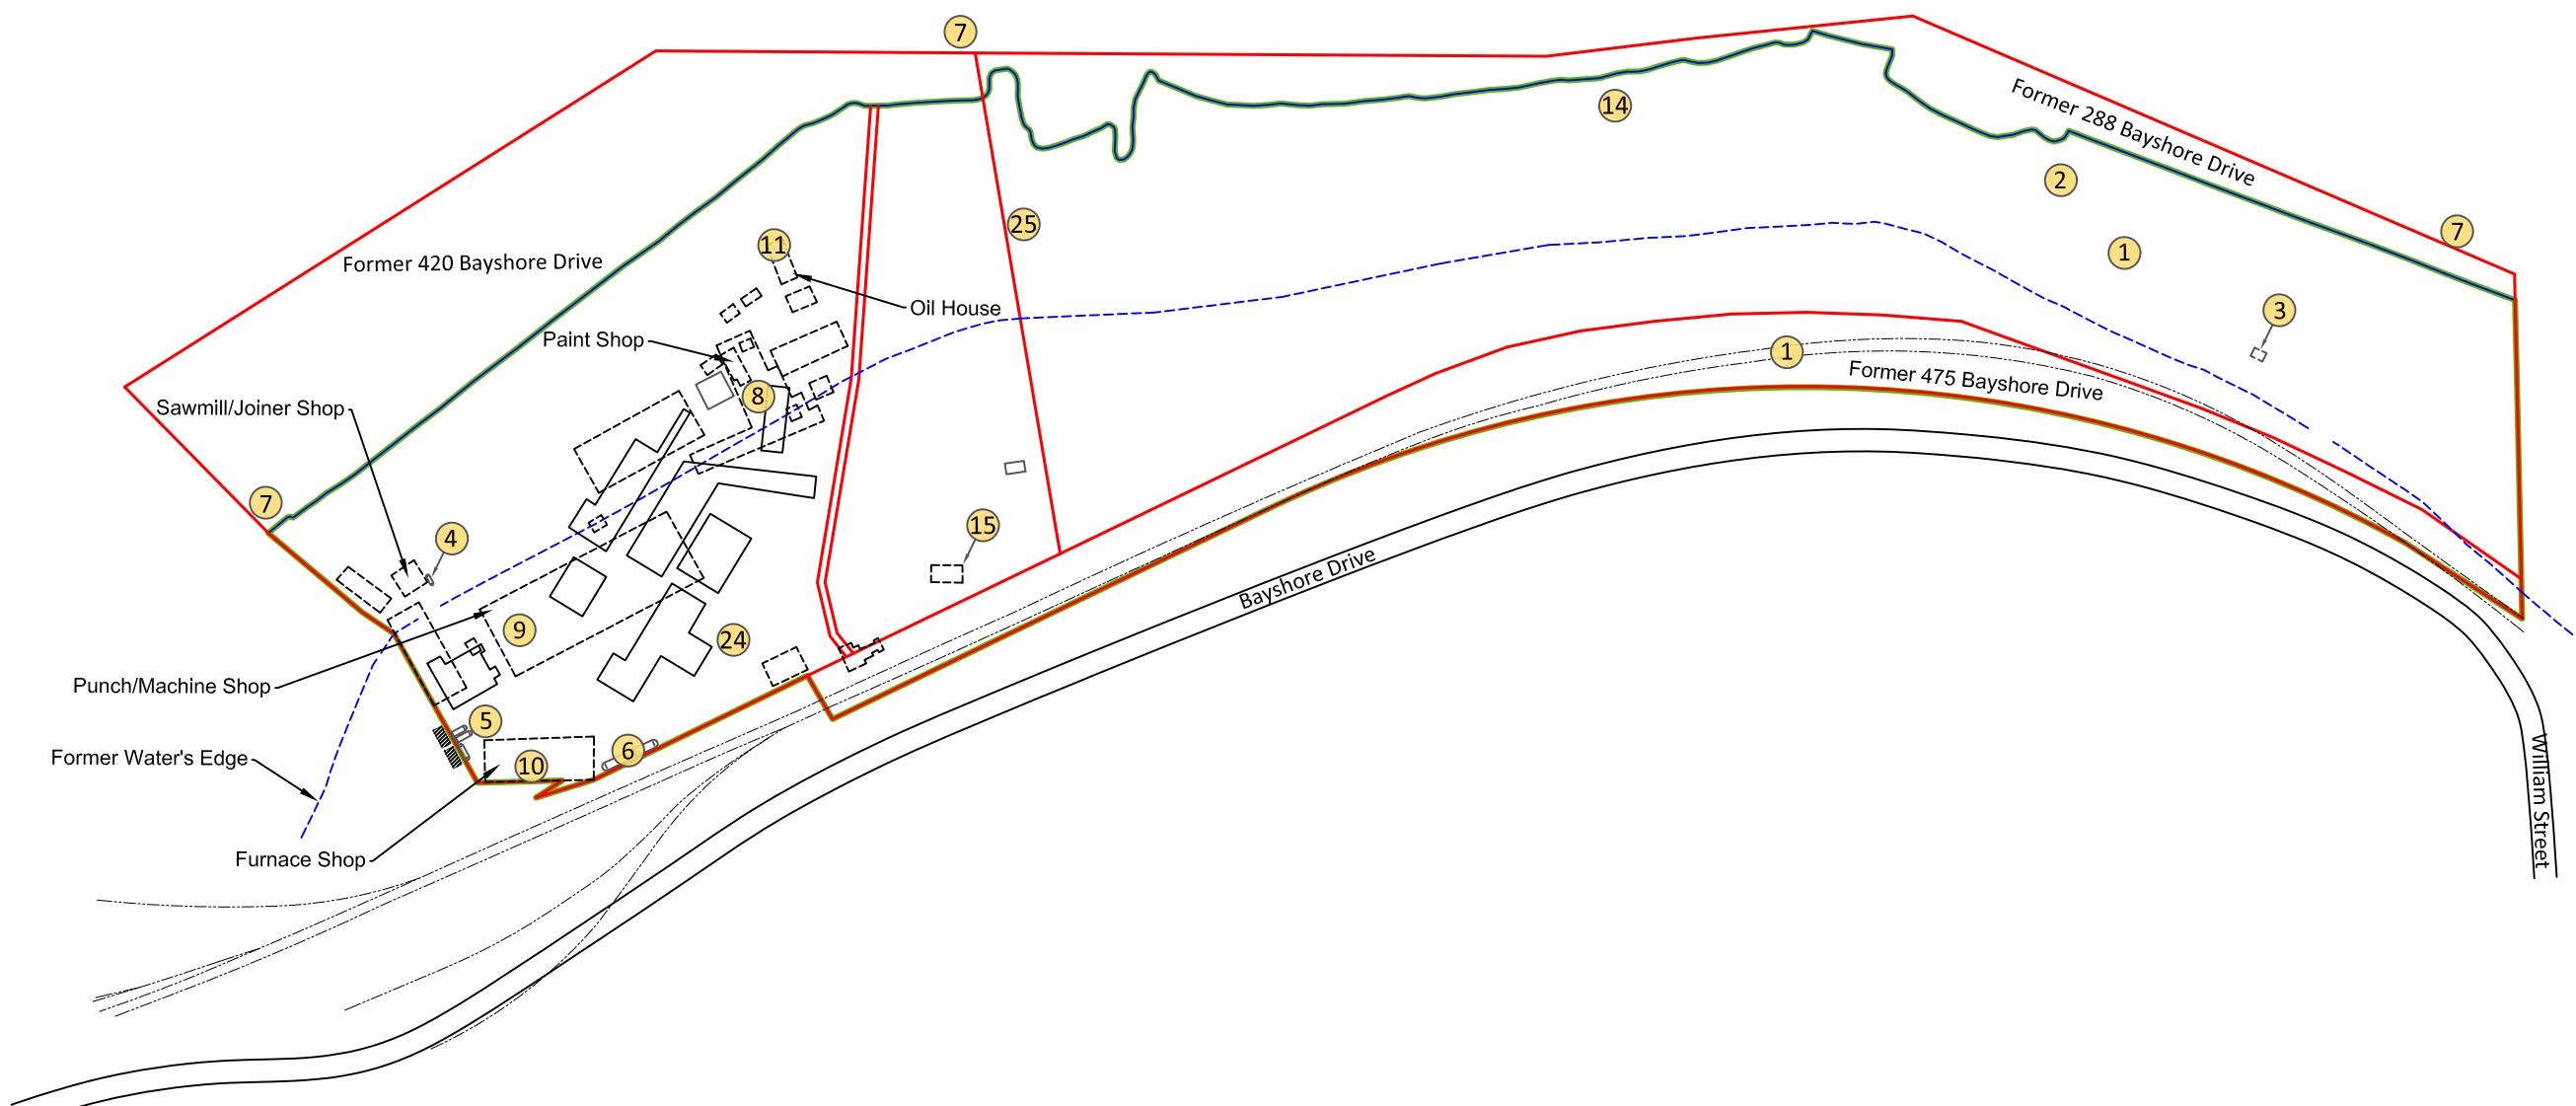 7
Former 288 Bayshore Drive
14
2
25
7
11
1
Former 420 Bayshore Drive
Oil House
3
Paint Shop
1
Former 475 Bayshore Drive
8
Sawmill/Joiner Shop
7
15
4
Bayshore Drive
9
24
Punch/Machine Shop
5
Former Water's Edge
6
10
William Street
Furnace Shop